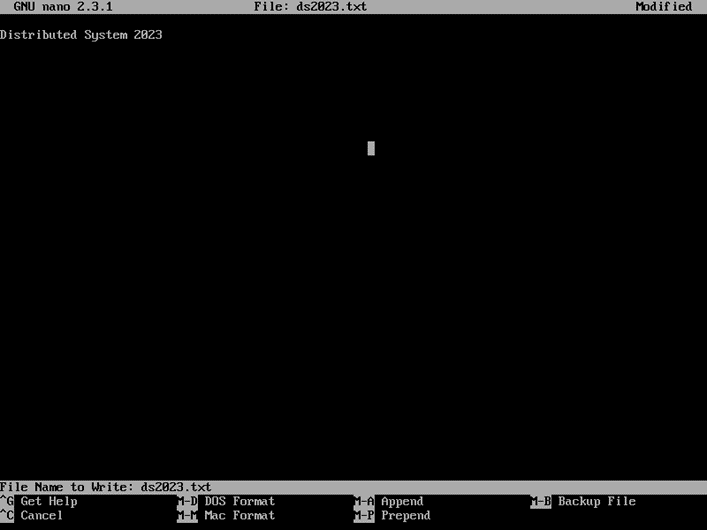 GNU nano 2.3.1 File: ds2023.txt Modified
Distributed System 2023
File Name to Write: ds2023.txt
^G Get Help M-D DOS Format M-A Append M-B Backup File
^C Cancel M-M Mac Format M-P Prepend